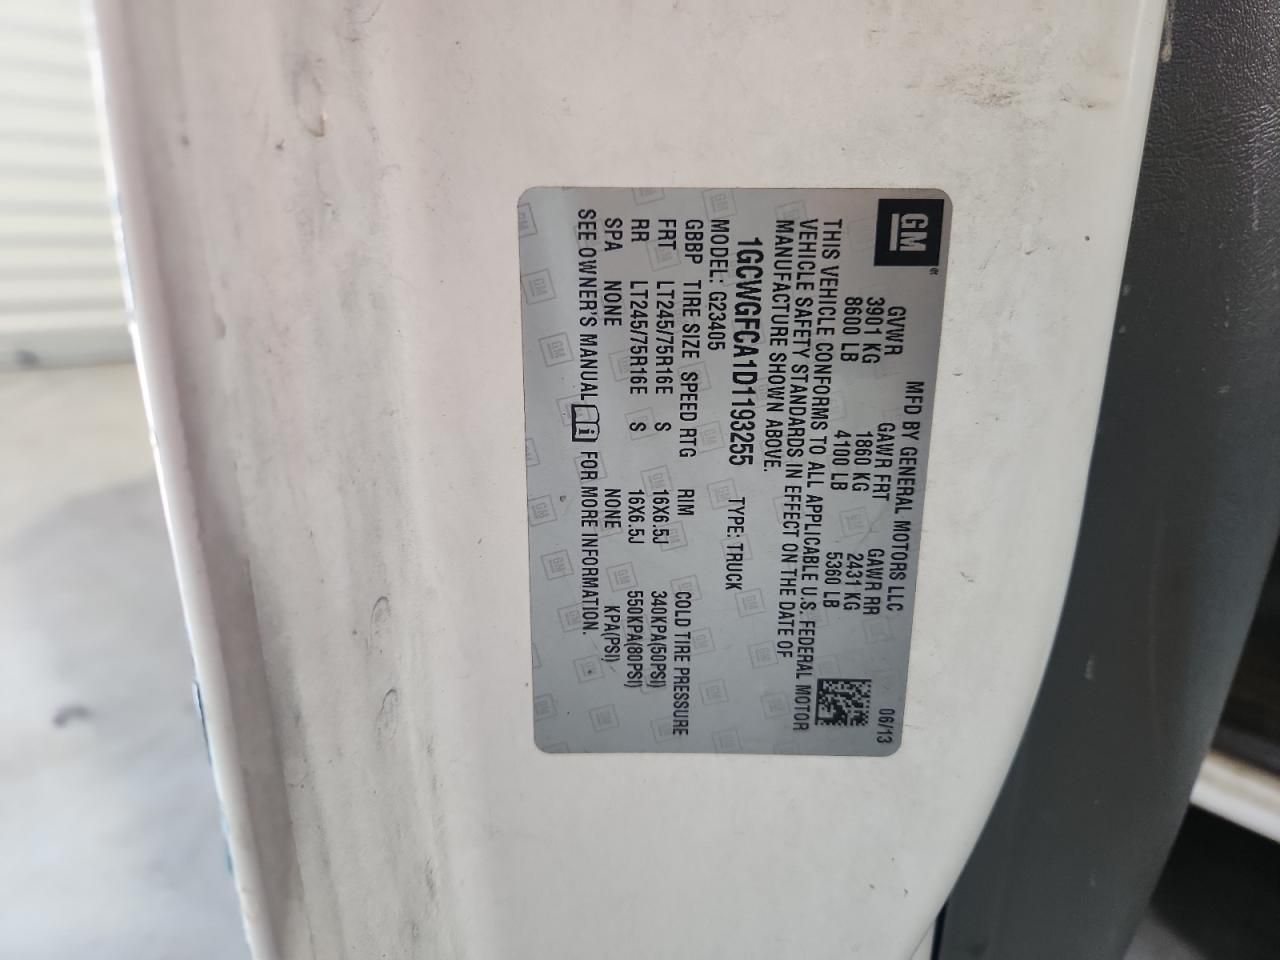 GM
MFD BY GENERAL MOTORS LLC 06/13
GVWR GAWR FRT GAWR RR
3901 KG 1860 KG 2431 KG
8600 LB 4100 LB 5360 LB
THIS VEHICLE CONFORMS TO ALL APPLICABLE U.S. FEDERAL MOTOR
VEHICLE SAFETY STANDARDS IN EFFECT ON THE DATE OF
MANUFACTURE SHOWN ABOVE.
1GCWGFCA1D1193255 TYPE: TRUCK
MODEL: G23405
GBBP TIRE SIZE SPEED RTG RIM COLD TIRE PRESSURE
FRT LT245/75R16E S 16X6.5J 340KPA(50PSI)
RR LT245/75R16E S 16X6.5J 550KPA(80PSI)
SPA NONE NONE KPA(PSI)
SEE OWNER'S MANUAL FOR MORE INFORMATION.